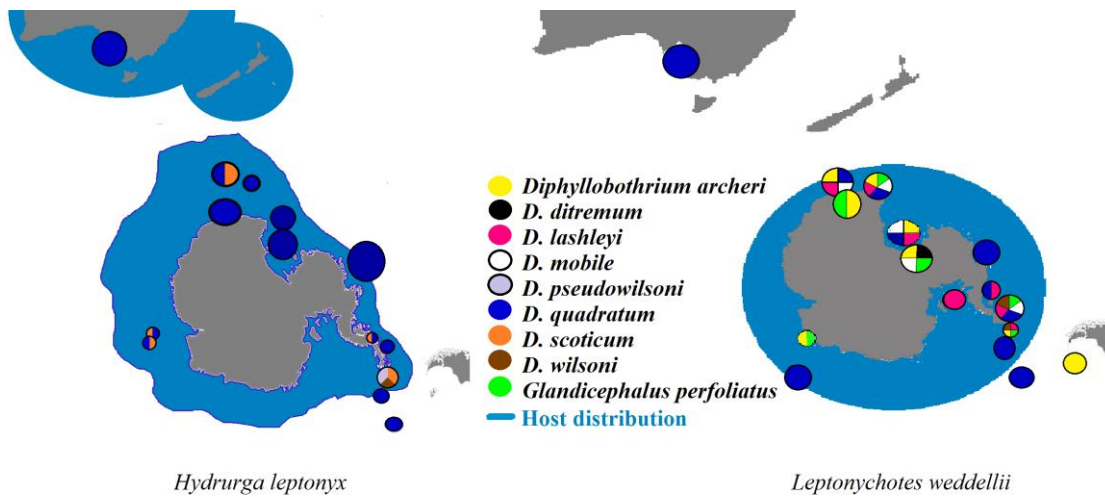 Diphyllobothrium archeri
D. ditremum
D. lashleyi
D. mobile
D. pseudowilsoni
D. quadratum
D. scoticum
D. wilsoni
Glandicephalus perfoliatus
Host distribution
Hydrurga leptonyx
Leptonychotes weddellii